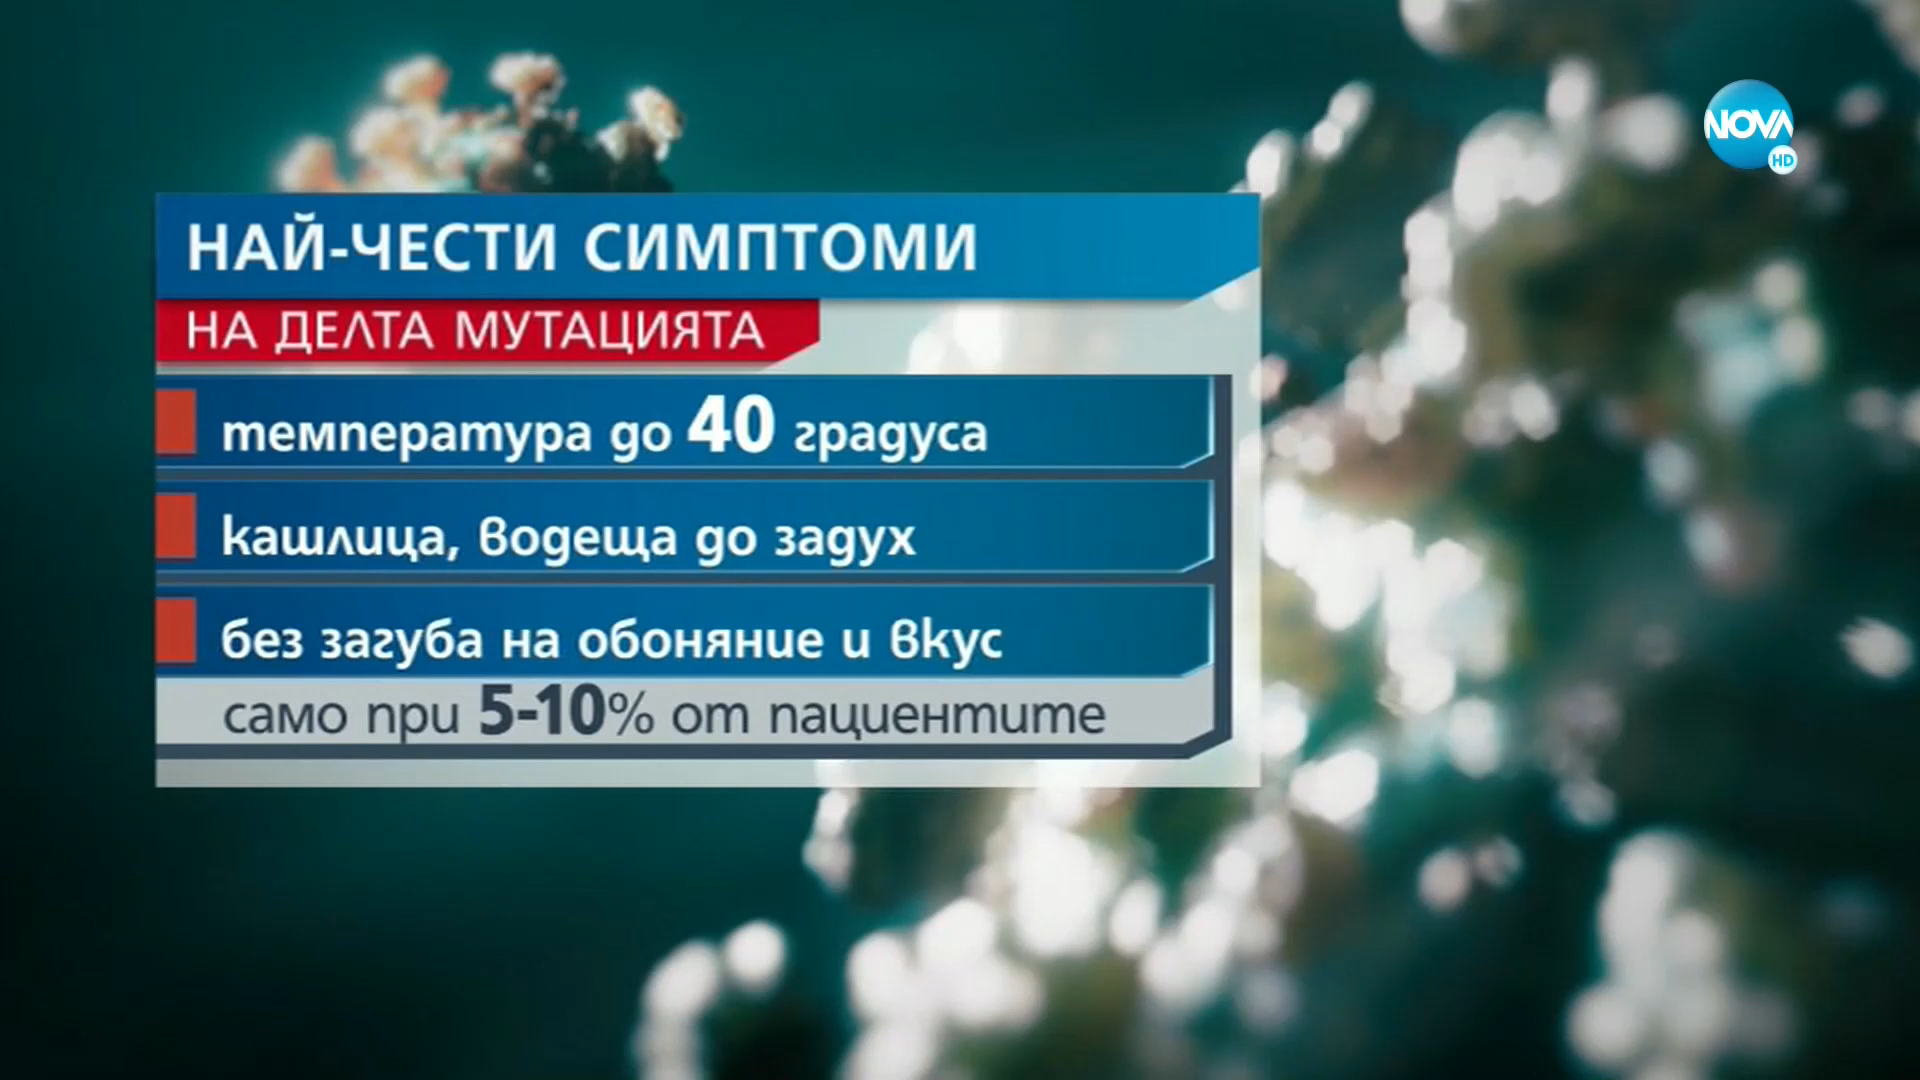 NOVA
HD
НАЙ-ЧЕСТИ СИМПТОМИ
НА ДЕЛТА МУТАЦИЯТА
температура до 40 градуса
кашлица, водеща до задух
без загуба на обоняние и вкус
само при 5-10% от пациентите